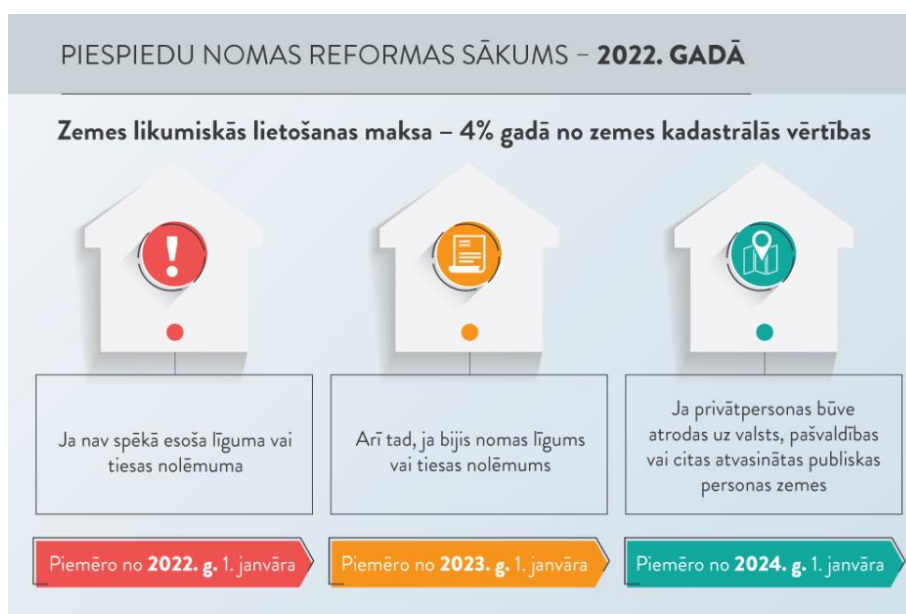 PIESPIEDU NOMAS REFORMAS SĀKUMS – 2022. GADĀ
Zemes likumiskās lietošanas maksa – 4% gadā no zemes kadastrālās vērtības
Ja nav spēkā esoša līguma vai
tiesas nolēmuma
Piemēro no 2022. g. 1. janvāra
Arī tad, ja bijis nomas līgums
vai tiesas nolēmums
Piemēro no 2023. g. 1. janvāra
Ja privātpersonas būve
atrodas uz valsts, pašvaldības
vai citas atvasinātas publiskas
personas zemes
Piemēro no 2024. g. 1. janvāra